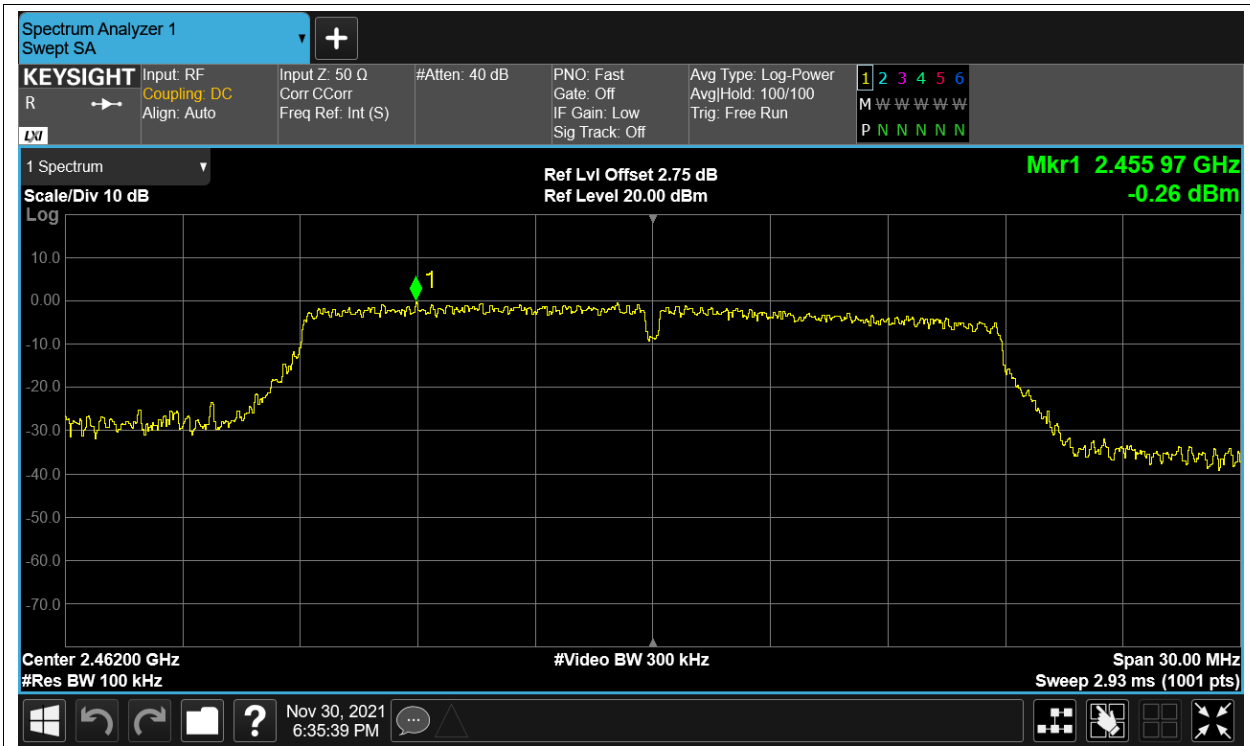 Spectrum Analyzer 1
Swept SA
KEYSIGHT
R
LXI
Input: RF
Coupling: DC
Align: Auto
Input Z: 50 Ω
Corr CCorr
Freq Ref: Int (S)
#Atten: 40 dB
PNO: Fast
Gate: Off
IF Gain: Low
Sig Track: Off
Avg Type: Log-Power
Avg|Hold: 100/100
Trig: Free Run
1 2 3 4 5 6
M W W W W W
P N N N N N
1 Spectrum
Scale/Div 10 dB
Ref Lvl Offset 2.75 dB
Ref Level 20.00 dBm
Mkr1 2.455 97 GHz
-0.26 dBm
Log
10.0
0.00
-10.0
-20.0
-30.0
-40.0
-50.0
-60.0
-70.0
1
Center 2.46200 GHz
#Res BW 100 kHz
#Video BW 300 kHz
Span 30.00 MHz
Sweep 2.93 ms (1001 pts)
?
Nov 30, 2021
6:35:39 PM